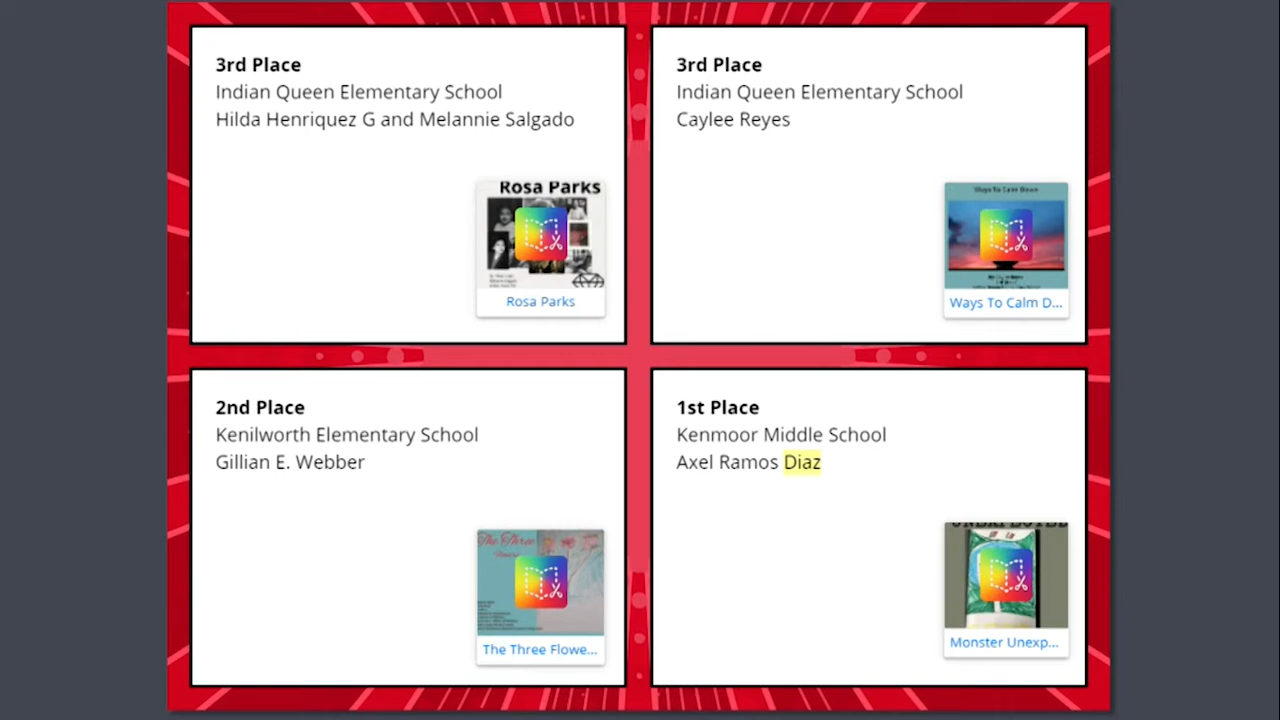 3rd Place
Indian Queen Elementary School
Hilda Henriquez G and Melannie Salgado
Rosa Parks
Rosa Parks
3rd Place
Indian Queen Elementary School
Caylee Reyes
Ways To Calm Down
Ways To Calm D...
2nd Place
Kenilworth Elementary School
Gillian E. Webber
The Three
The Three Flowe...
1st Place
Kenmoor Middle School
Axel Ramos Diaz
Monster Unexp...